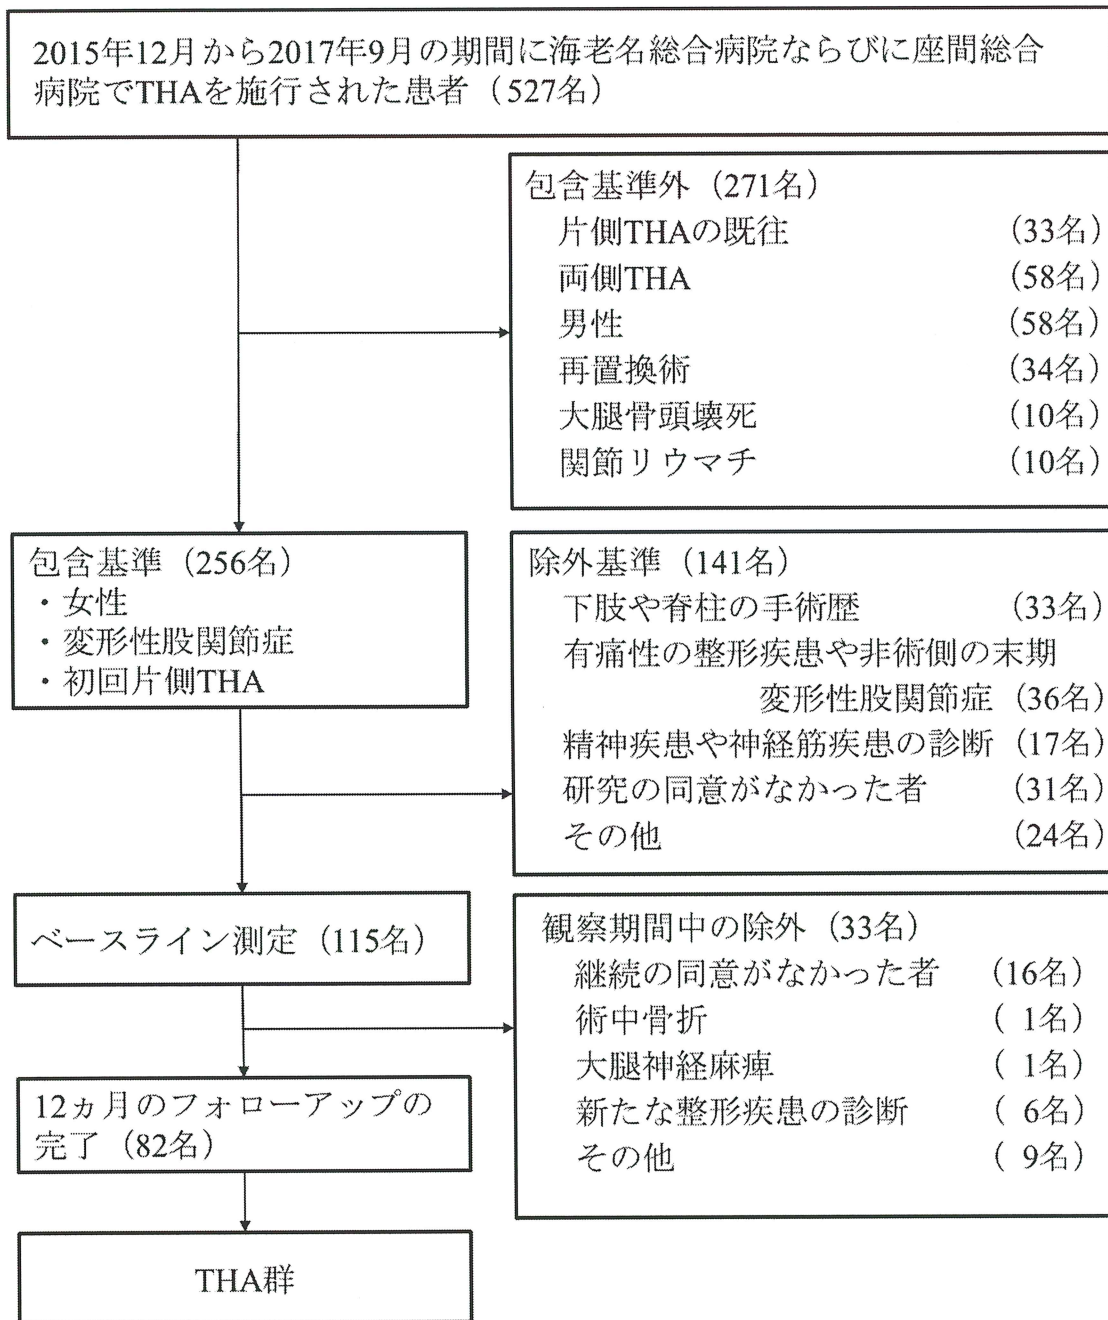 2015年12月から2017年9月の期間に海老名総合病院ならびに座間総合
病院でTHAを施行された患者（527名）
包含基準外（271名）
片側THAの既往 （33名）
両側THA （58名）
男性 （58名）
再置換術 （34名）
大腿骨頭壊死 （10名）
関節リウマチ （10名）
包含基準（256名）
・女性
・変形性股関節症
・初回片側THA
除外基準（141名）
下肢や脊柱の手術歴 （33名）
有痛性の整形疾患や非術側の末期
変形性股関節症（36名）
精神疾患や神経筋疾患の診断（17名）
研究の同意がなかった者 （31名）
その他 （24名）
ベースライン測定（115名）
観察期間中の除外（33名）
継続の同意がなかった者 （16名）
術中骨折 （ 1名）
大腿神経麻痺 （ 1名）
新たな整形疾患の診断 （ 6名）
その他 （ 9名）
12ヵ月のフォローアップの
完了（82名）
THA群